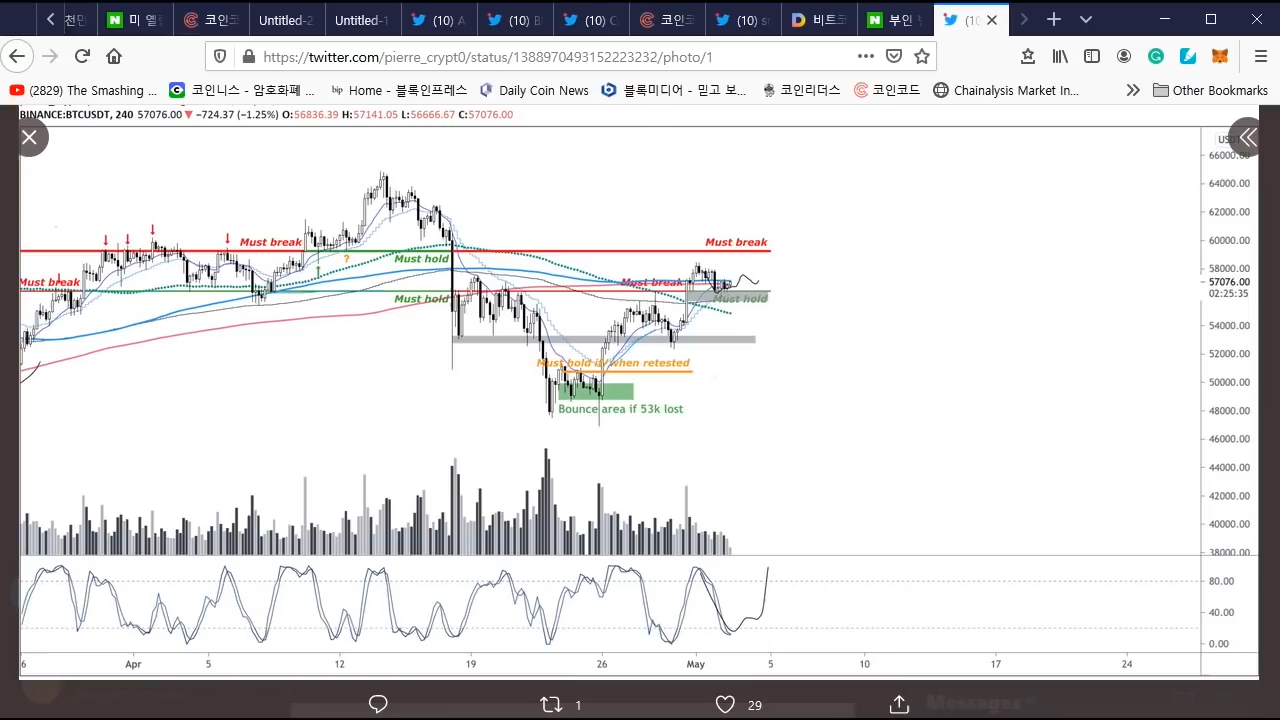 미 옐
코인코
Untitled-2
Untitled-1
(10) A
(10)
(10)
코인코
(10)
비트코
부인
(10
https://twitter.com/pierre_crypt0/status/1388970493152223232/photo/1
(2829) The Smashing ...
코인니스 - 암호화폐 ...
Home - 블록인프레스
Daily Coin News
블록미디어 - 믿고 보...
코인리더스
코인코드
Chainalysis Market In...
Other Bookmarks
BINANCE:BTCUSDT, 240 57076.00 ▼ −724.37 (−1.25%) O:56836.39 H:57141.05 L:56666.67 C:57076.00
66000.00
64000.00
62000.00
60000.00
58000.00
57076.00
02:25:35
54000.00
52000.00
50000.00
48000.00
46000.00
44000.00
42000.00
40000.00
38000.00
Must break
Must break
Must hold
?
Must break
Must break
Must hold
Must hold
Must hold if/when retested
Bounce area if 53k lost
80.00
40.00
0.00
6 Apr 5 12 19 26 May 5 10 17 24
1
29
Messages